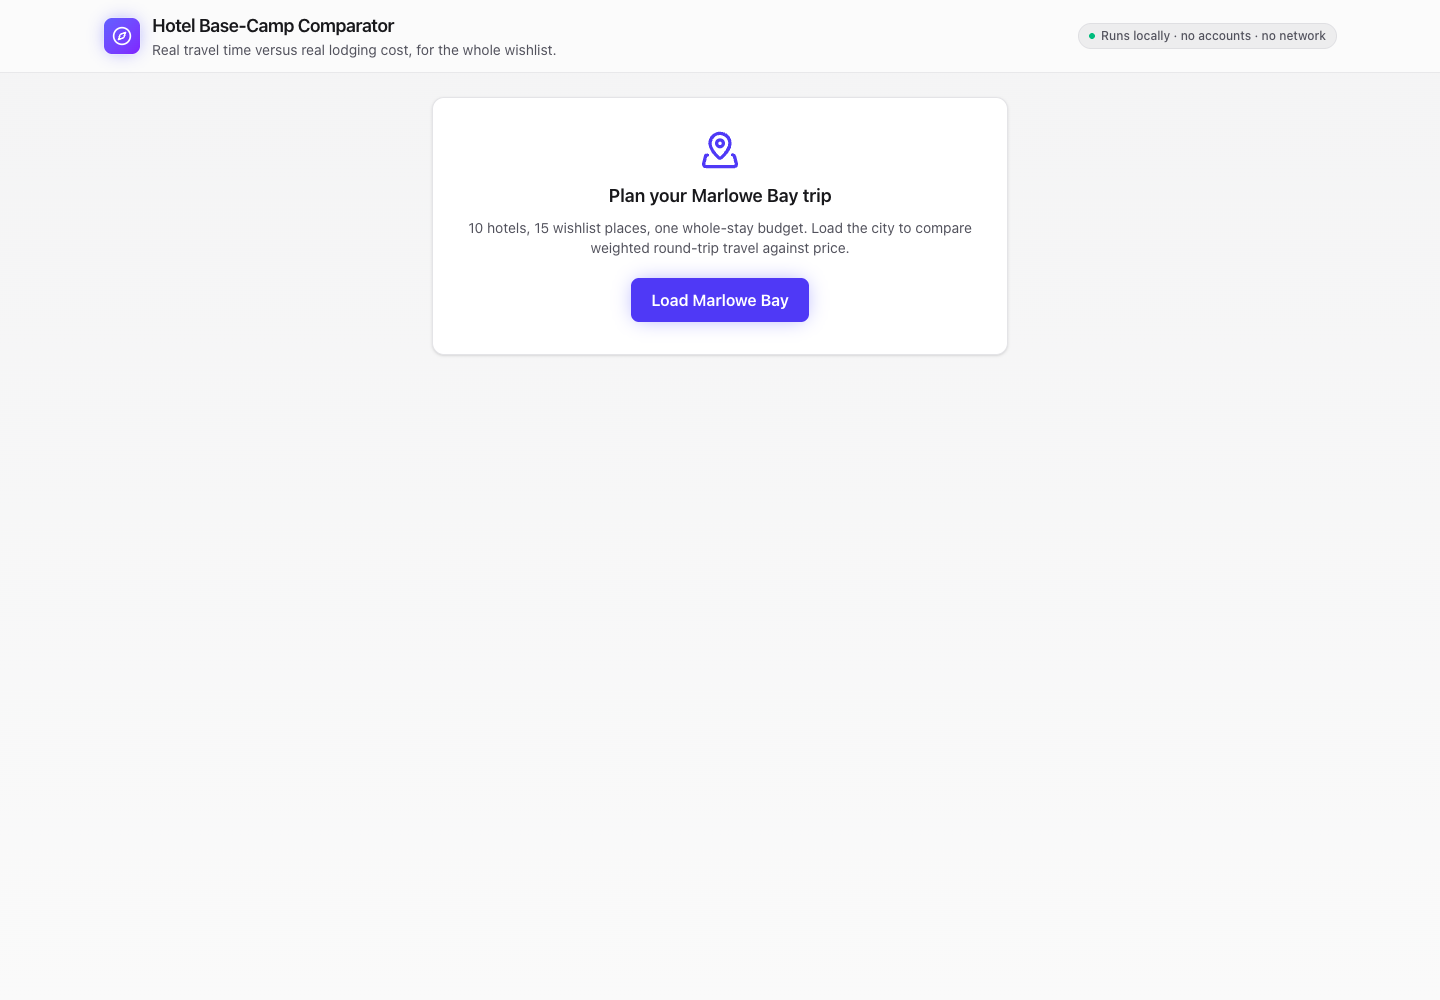 Hotel Base-Camp Comparator
Real travel time versus real lodging cost, for the whole wishlist.
Runs locally · no accounts · no network
Plan your Marlowe Bay trip
10 hotels, 15 wishlist places, one whole-stay budget. Load the city to compare
weighted round-trip travel against price.
Load Marlowe Bay